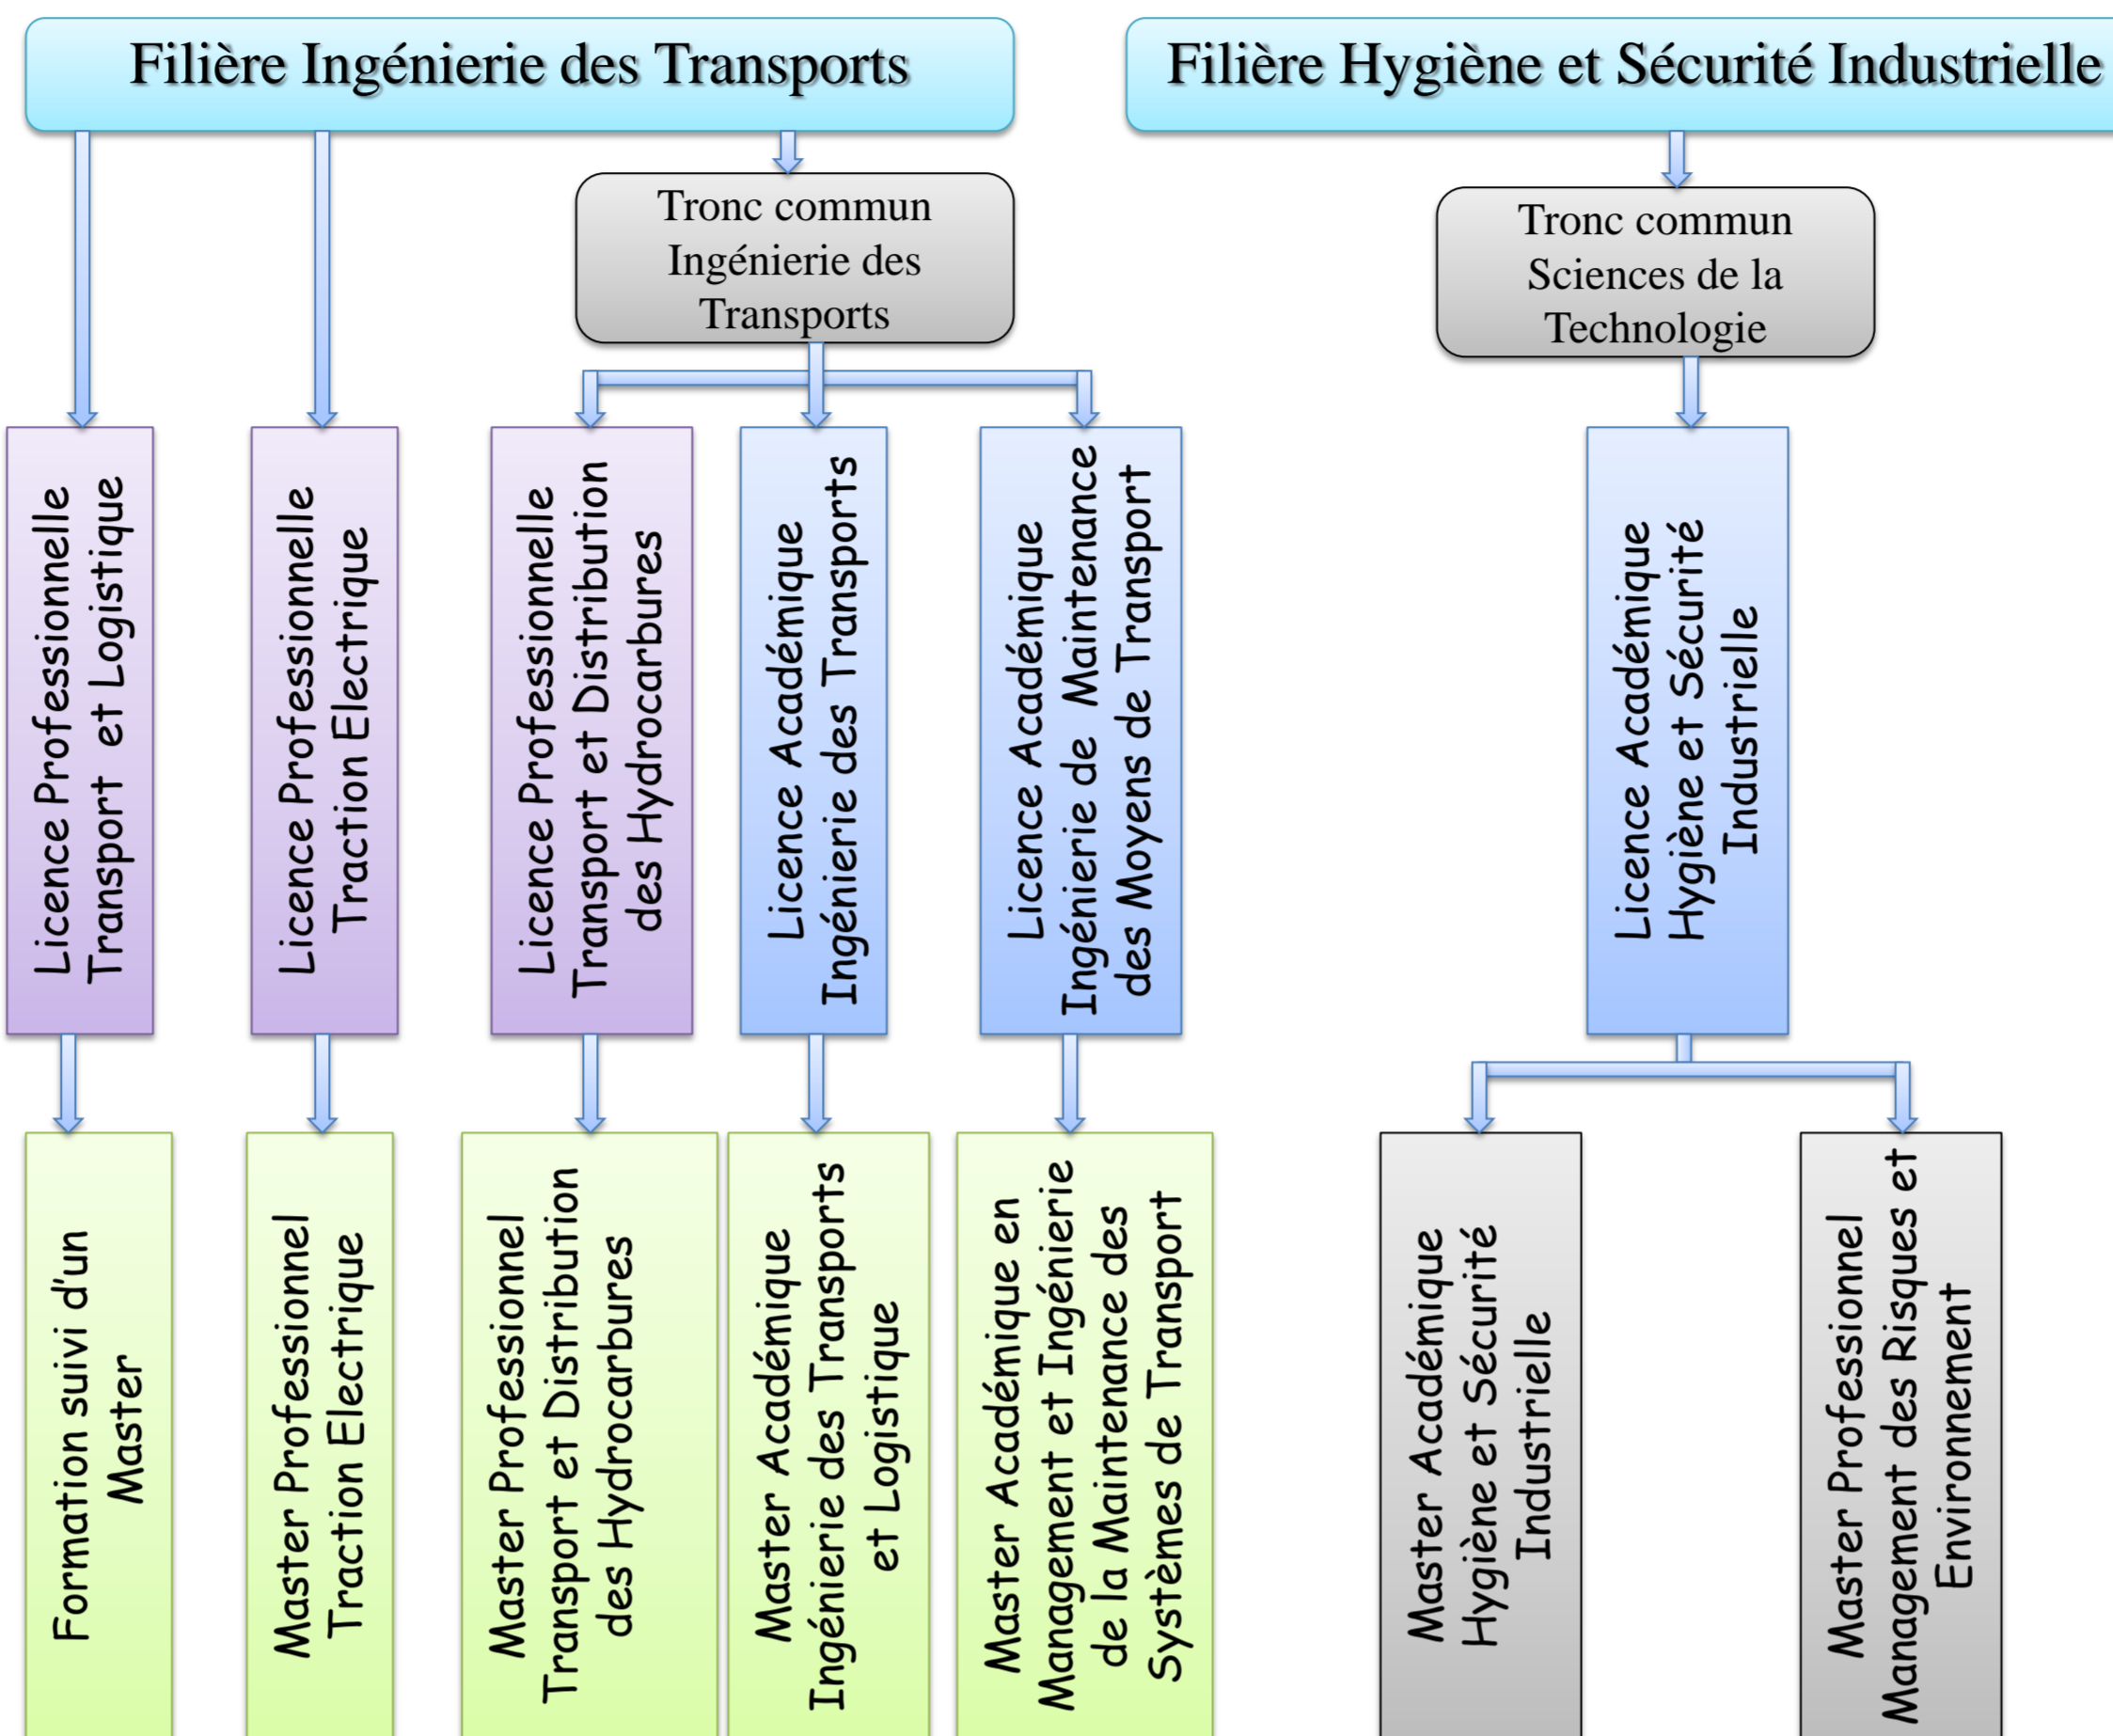 Filière Ingénierie des Transports
Filière Hygiène et Sécurité Industrielle
Tronc commun
Ingénierie des
Transports
Tronc commun
Sciences de la
Technologie
Licence Professionnelle
Transport et Logistique
Licence Professionnelle
Traction Electrique
Licence Professionnelle
Transport et Distribution
des Hydrocarbures
Licence Académique
Ingénierie des Transports
Licence Académique
Ingénierie de Maintenance
des Moyens de Transport
Licence Académique
Hygiène et Sécurité
Industrielle
Formation suivi d'un
Master
Master Professionnel
Traction Electrique
Master Professionnel
Transport et Distribution
des Hydrocarbures
Master Académique
Ingénierie des Transports
et Logistique
Master Académique en
Management et Ingénierie
de la Maintenance des
Systèmes de Transport
Master Académique
Hygiène et Sécurité
Industrielle
Master Professionnel
Management des Risques et
Environnement